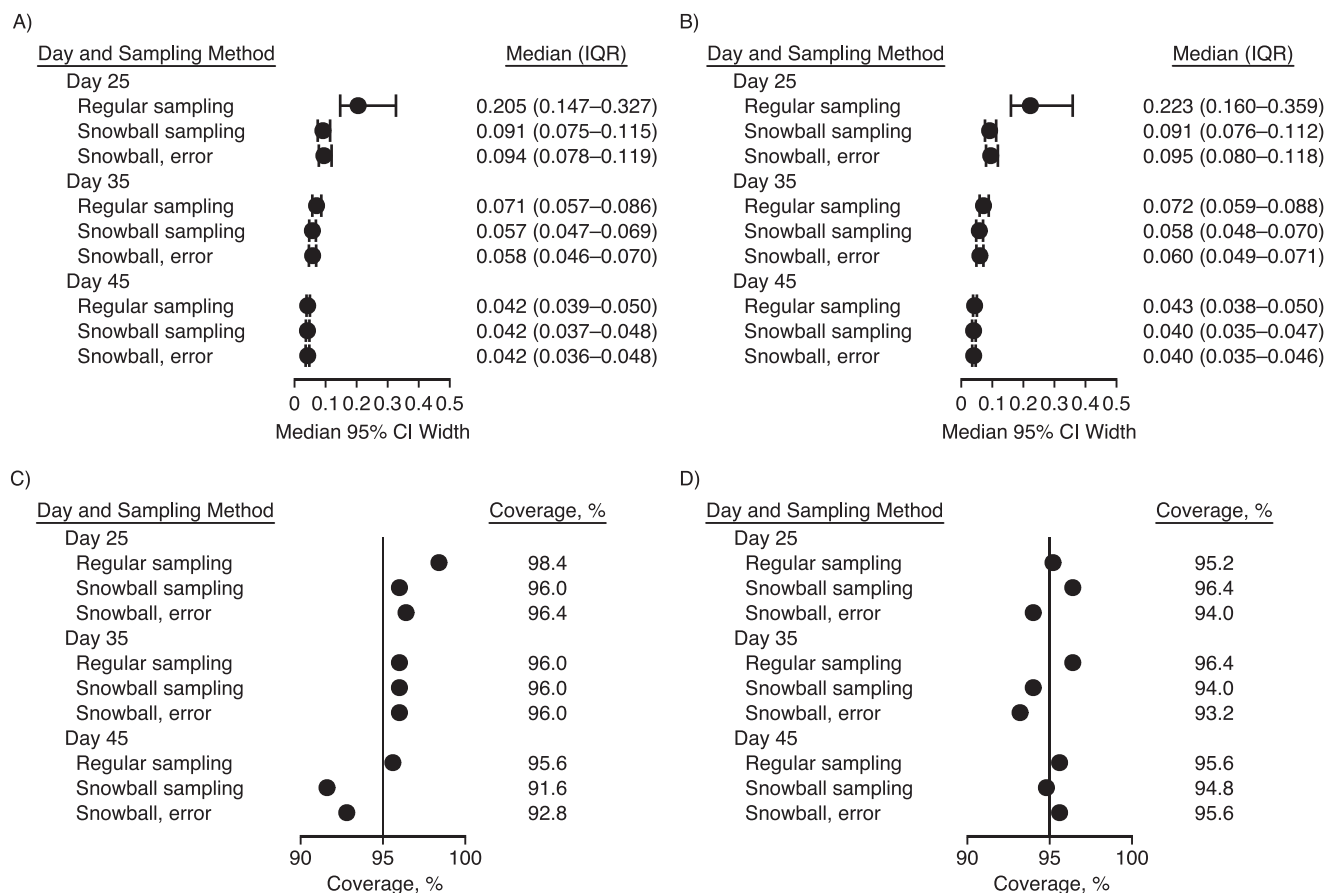 A)
Day and Sampling Method Median (IQR)
Day 25
Regular sampling 0.205 (0.147–0.327)
Snowball sampling 0.091 (0.075–0.115)
Snowball, error 0.094 (0.078–0.119)
Day 35
Regular sampling 0.071 (0.057–0.086)
Snowball sampling 0.057 (0.047–0.069)
Snowball, error 0.058 (0.046–0.070)
Day 45
Regular sampling 0.042 (0.039–0.050)
Snowball sampling 0.042 (0.037–0.048)
Snowball, error 0.042 (0.036–0.048)
0 0.1 0.2 0.3 0.4 0.5
Median 95% CI Width
B)
Day and Sampling Method Median (IQR)
Day 25
Regular sampling 0.223 (0.160–0.359)
Snowball sampling 0.091 (0.076–0.112)
Snowball, error 0.095 (0.080–0.118)
Day 35
Regular sampling 0.072 (0.059–0.088)
Snowball sampling 0.058 (0.048–0.070)
Snowball, error 0.060 (0.049–0.071)
Day 45
Regular sampling 0.043 (0.038–0.050)
Snowball sampling 0.040 (0.035–0.047)
Snowball, error 0.040 (0.035–0.046)
0 0.1 0.2 0.3 0.4 0.5
Median 95% CI Width
C)
Day and Sampling Method Coverage, %
Day 25
Regular sampling 98.4
Snowball sampling 96.0
Snowball, error 96.4
Day 35
Regular sampling 96.0
Snowball sampling 96.0
Snowball, error 96.0
Day 45
Regular sampling 95.6
Snowball sampling 91.6
Snowball, error 92.8
90 95 100
Coverage, %
D)
Day and Sampling Method Coverage, %
Day 25
Regular sampling 95.2
Snowball sampling 96.4
Snowball, error 94.0
Day 35
Regular sampling 96.4
Snowball sampling 94.0
Snowball, error 93.2
Day 45
Regular sampling 95.6
Snowball sampling 94.8
Snowball, error 95.6
90 95 100
Coverage, %